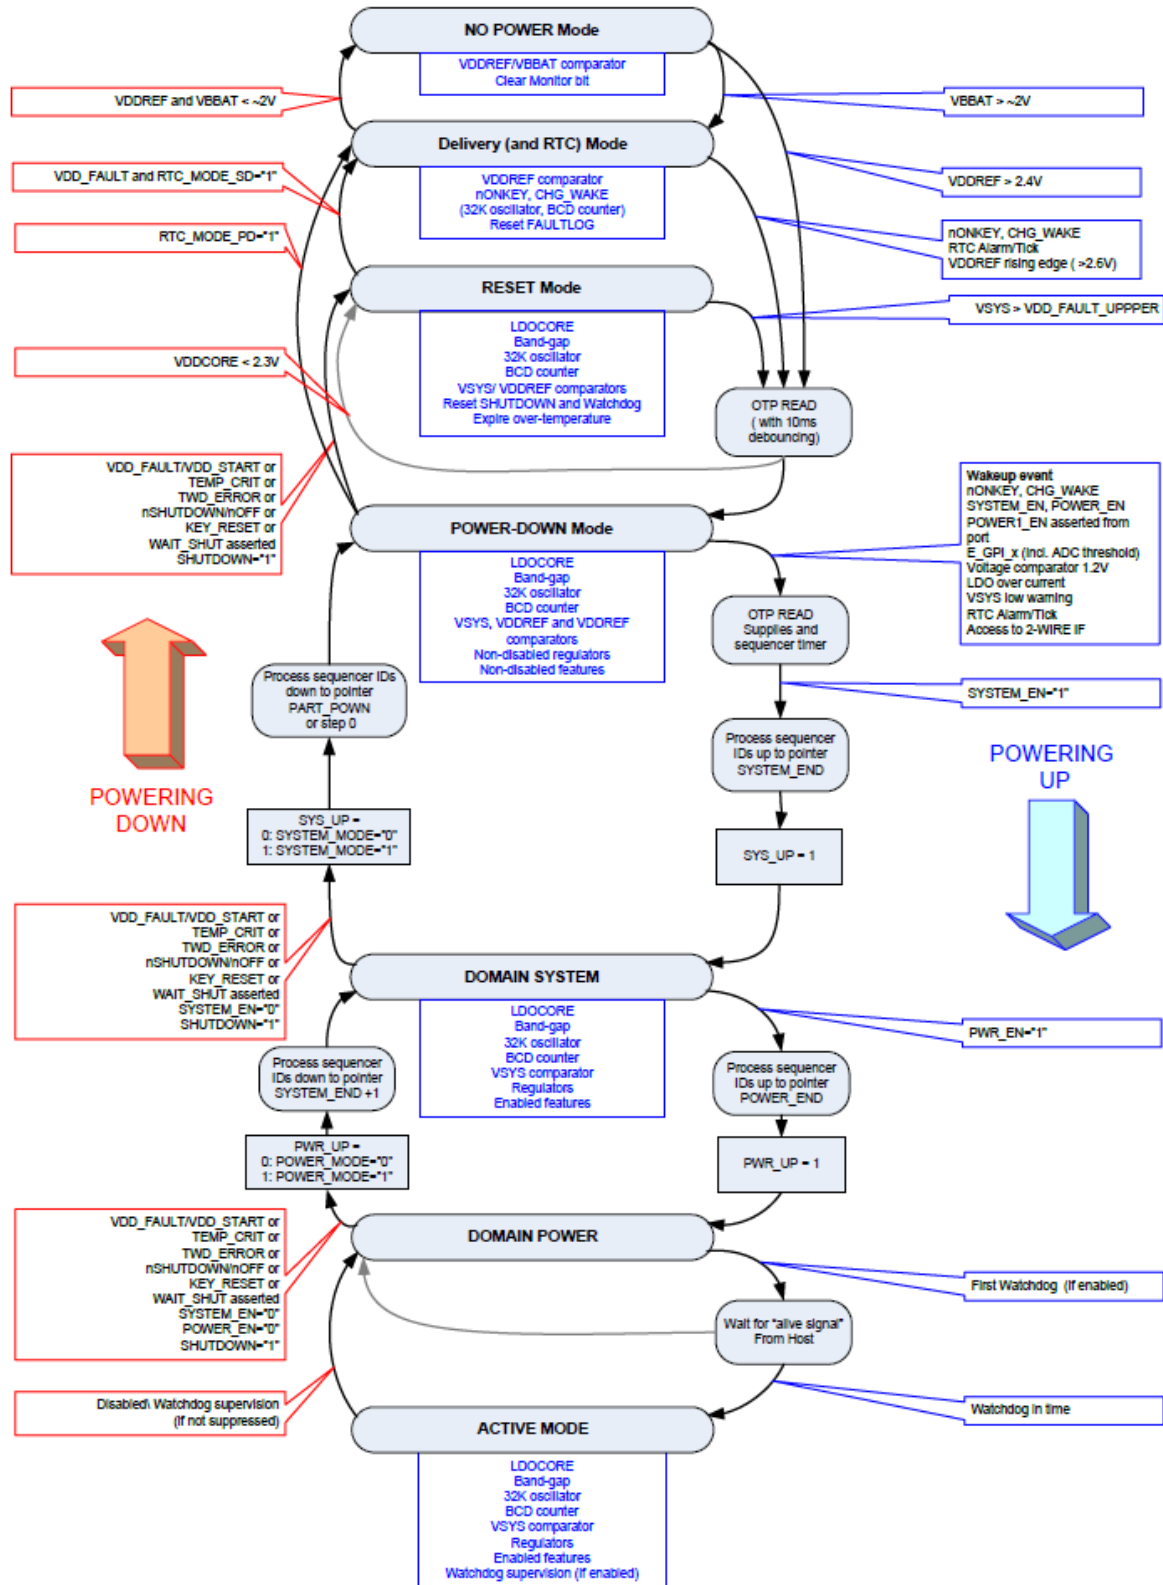 NO POWER Mode
VDDREF/VBBAT comparator
Clear Monitor bit
VDDREF and VBBAT < ~2V
VBBAT > ~2V
Delivery (and RTC) Mode
VDDREF comparator
nONKEY, CHG_WAKE
(32K oscillator, BCD counter)
Reset FAULTLOG
VDD_FAULT and RTC_MODE_SD="1"
VDDREF > 2.4V
RTC_MODE_PD="1"
nONKEY, CHG_WAKE
RTC Alarm/Tick
VDDREF rising edge ( >2.6V)
RESET Mode
LDOCORE
Band-gap
32K oscillator
BCD counter
VSYS/ VDDREF comparators
Reset SHUTDOWN and Watchdog
Expire over-temperature
VSYS > VDD_FAULT_UPPPER
VDDCORE < 2.3V
OTP READ
( with 10ms
debouncing)
VDD_FAULT/VDD_START or
TEMP_CRIT or
TWD_ERROR or
nSHUTDOWN/nOFF or
KEY_RESET or
WAIT_SHUT asserted
SHUTDOWN="1"
Wakeup event
nONKEY, CHG_WAKE
SYSTEM_EN, POWER_EN
POWER1_EN asserted from
port
E_GPI_x (Incl. ADC threshold)
Voltage comparator 1.2V
LDO over current
VSYS low warning
RTC Alarm/Tick
Access to 2-WIRE IF
POWER-DOWN Mode
LDOCORE
Band-gap
32K oscillator
BCD counter
VSYS, VDDREF and VDDREF
comparators
Non-disabled regulators
Non-disabled features
OTP READ
Supplies and
sequencer timer
Process sequencer IDs
down to pointer
PART_POWN
or step 0
SYSTEM_EN="1"
Process sequencer
IDs up to pointer
SYSTEM_END
POWERING
DOWN
POWERING
UP
SYS_UP =
0: SYSTEM_MODE="0"
1: SYSTEM_MODE="1"
SYS_UP = 1
VDD_FAULT/VDD_START or
TEMP_CRIT or
TWD_ERROR or
nSHUTDOWN/nOFF or
KEY_RESET or
WAIT_SHUT asserted
SYSTEM_EN="0"
SHUTDOWN="1"
DOMAIN SYSTEM
LDOCORE
Band-gap
32K oscillator
BCD counter
VSYS comparator
Regulators
Enabled features
PWR_EN="1"
Process sequencer
IDs down to pointer
SYSTEM_END +1
Process sequencer
IDs up to pointer
POWER_END
PWR_UP =
0: POWER_MODE="0"
1: POWER_MODE="1"
PWR_UP = 1
VDD_FAULT/VDD_START or
TEMP_CRIT or
TWD_ERROR or
nSHUTDOWN/nOFF or
KEY_RESET or
WAIT_SHUT asserted
SYSTEM_EN="0"
POWER_EN="0"
SHUTDOWN="1"
DOMAIN POWER
First Watchdog (If enabled)
Wait for "alive signal"
From Host
Disabled\ Watchdog supervision
(If not suppressed)
Watchdog in time
ACTIVE MODE
LDOCORE
Band-gap
32K oscillator
BCD counter
VSYS comparator
Regulators
Enabled features
Watchdog supervision (If enabled)